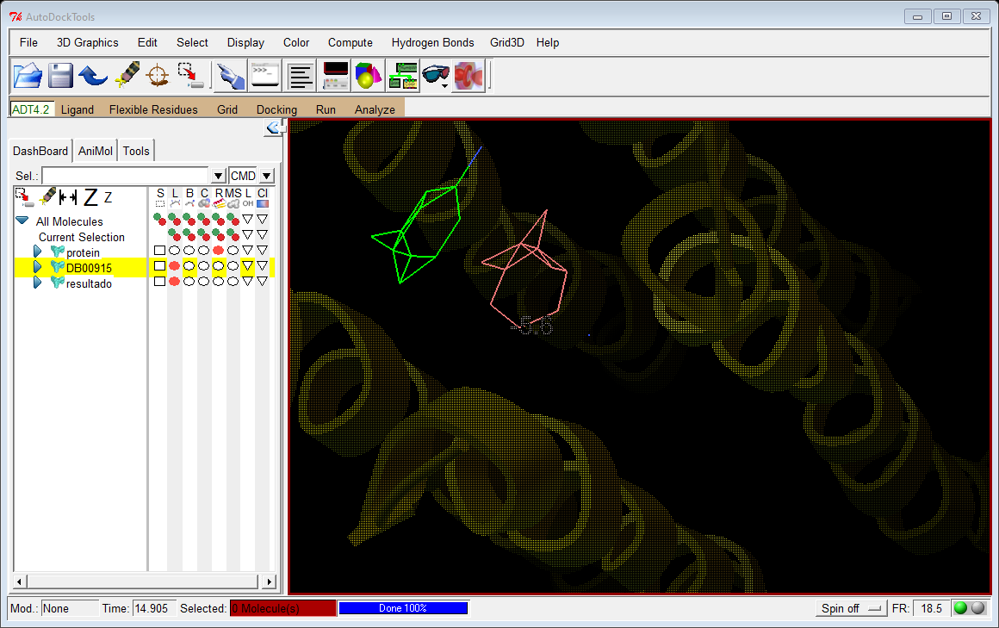 AutoDockTools
File 3D Graphics Edit Select Display Color Compute Hydrogen Bonds Grid3D Help
>>>
ADT4.2 Ligand Flexible Residues Grid Docking Run Analyze
DashBoard AniMol Tools
Sel.: CMD
Z Z S L B C R MS L Cl
OH
All Molecules
Current Selection
protein
DB00915
resultado
-5.6
Mod.: None Time: 14.905 Selected: 0 Molecule(s) Done 100% Spin off FR: 18.5